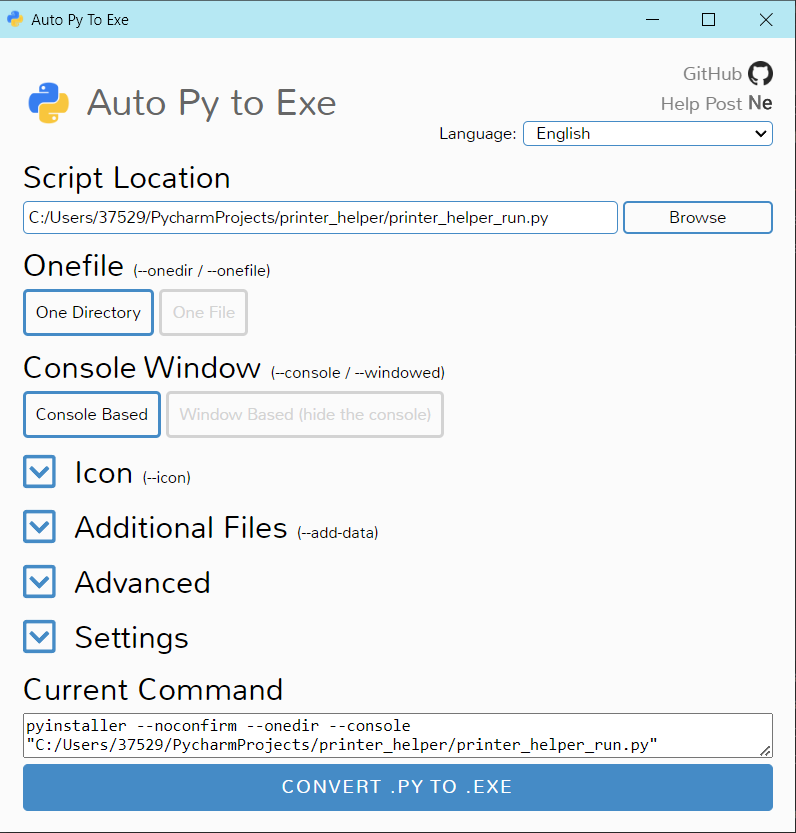 Auto Py To Exe
GitHub
Auto Py to Exe
Help Post Ne
Language: English
Script Location
C:/Users/37529/PycharmProjects/printer_helper/printer_helper_run.py Browse
Onefile (--onedir / --onefile)
One Directory One File
Console Window (--console / --windowed)
Console Based Window Based (hide the console)
Icon (--icon)
Additional Files (--add-data)
Advanced
Settings
Current Command
pyinstaller --noconfirm --onedir --console
"C:/Users/37529/PycharmProjects/printer_helper/printer_helper_run.py"
CONVERT .PY TO .EXE